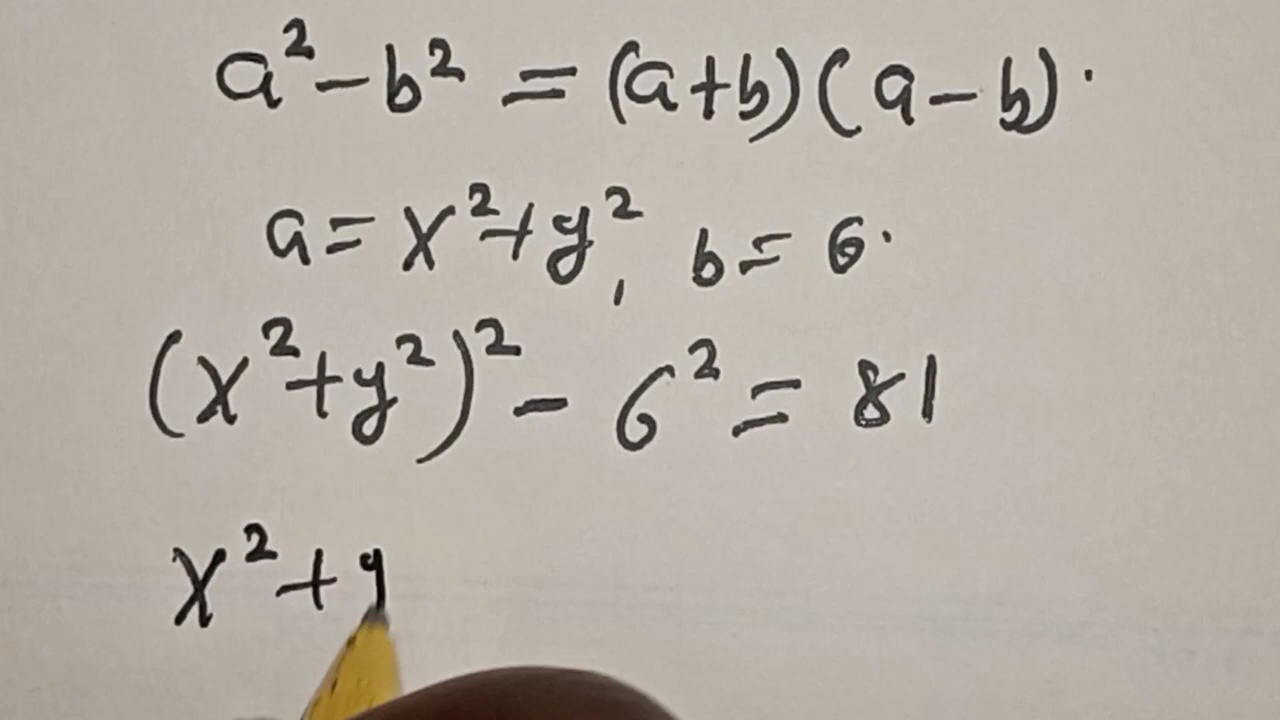 a² - b² = (a+b)(a-b).
a = x² + y², b = 6.
(x² + y²)² - 6² = 81
x² + y